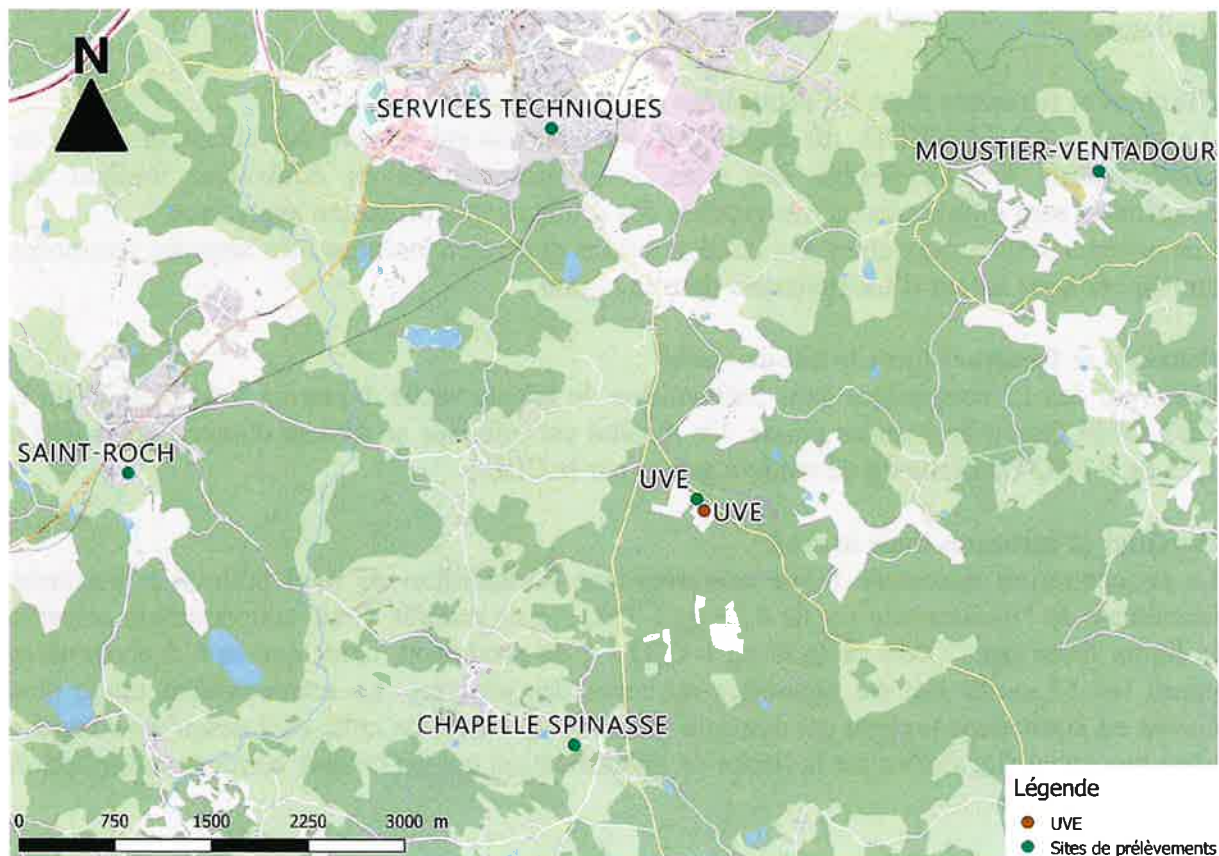 N
SERVICES TECHNIQUES
MOUSTIER-VENTADOUR
SAINT-ROCH
UVE
UVE
CHAPELLE SPINASSE
0 750 1500 2250 3000 m
Légende
UVE
Sites de prélèvements